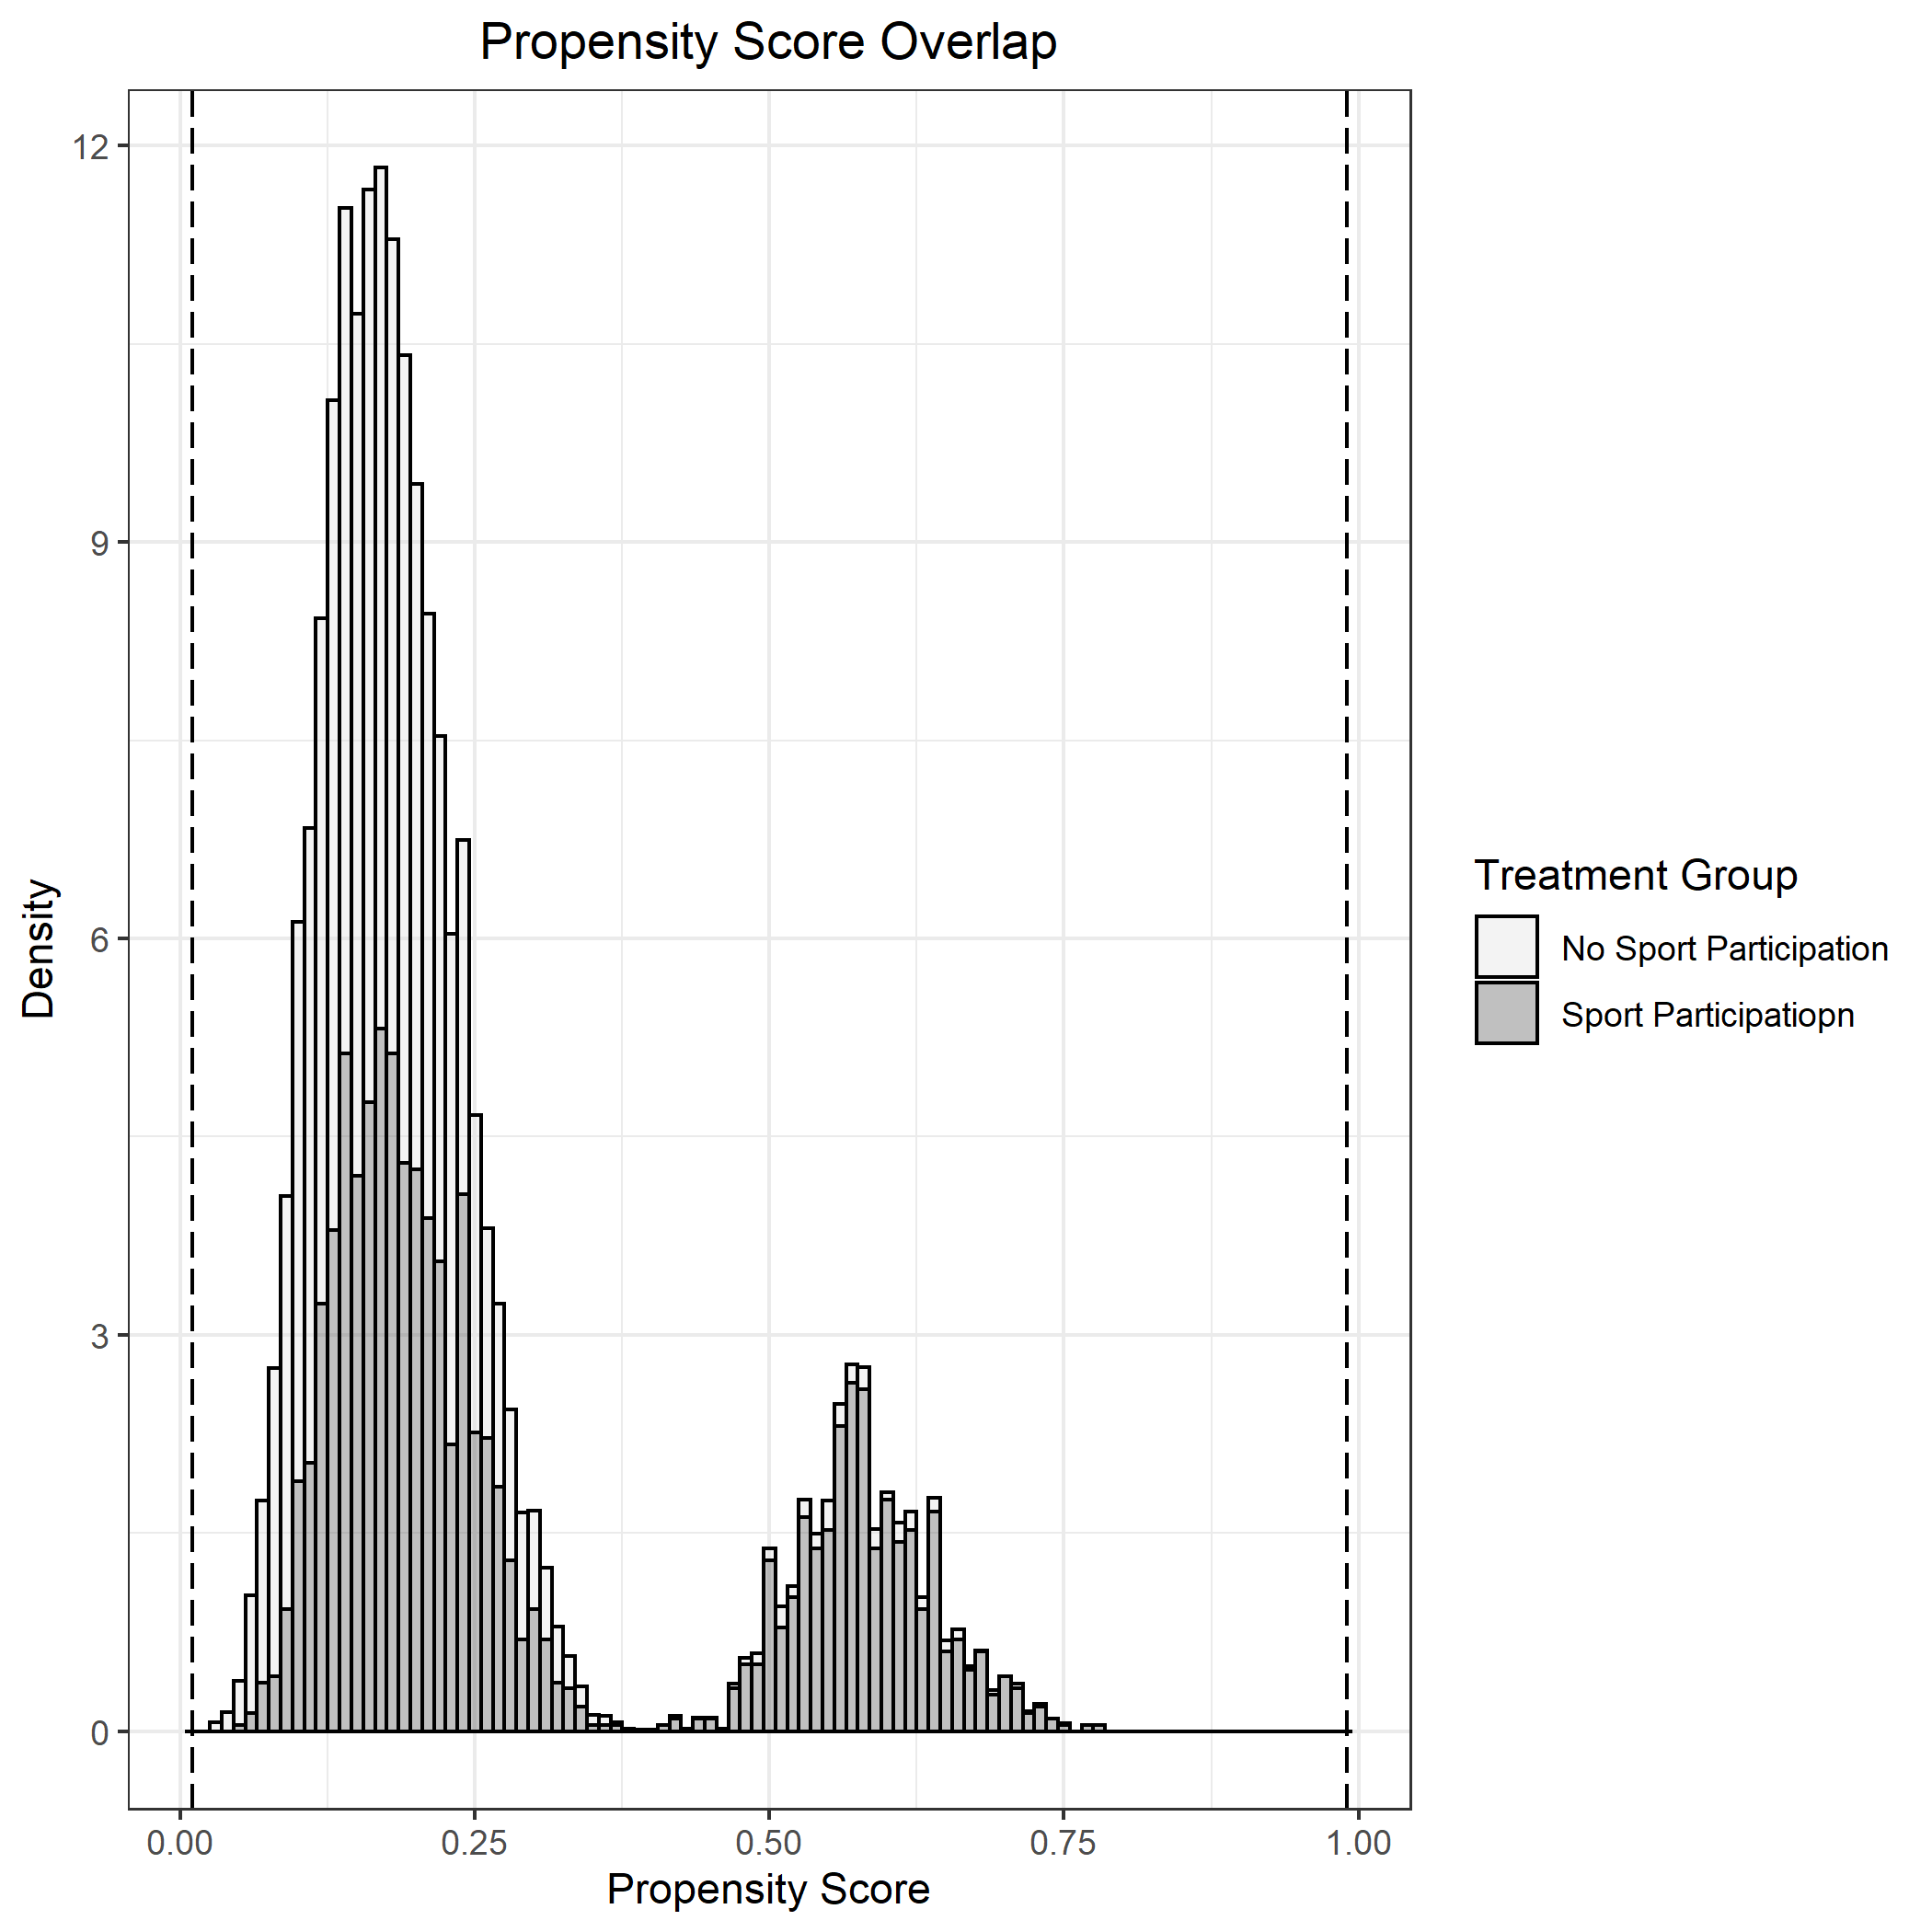 Propensity Score Overlap
12
9
6
3
0
Density
0.00 0.25 0.50 0.75 1.00
Propensity Score
Treatment Group
No Sport Participation
Sport Participatiopn